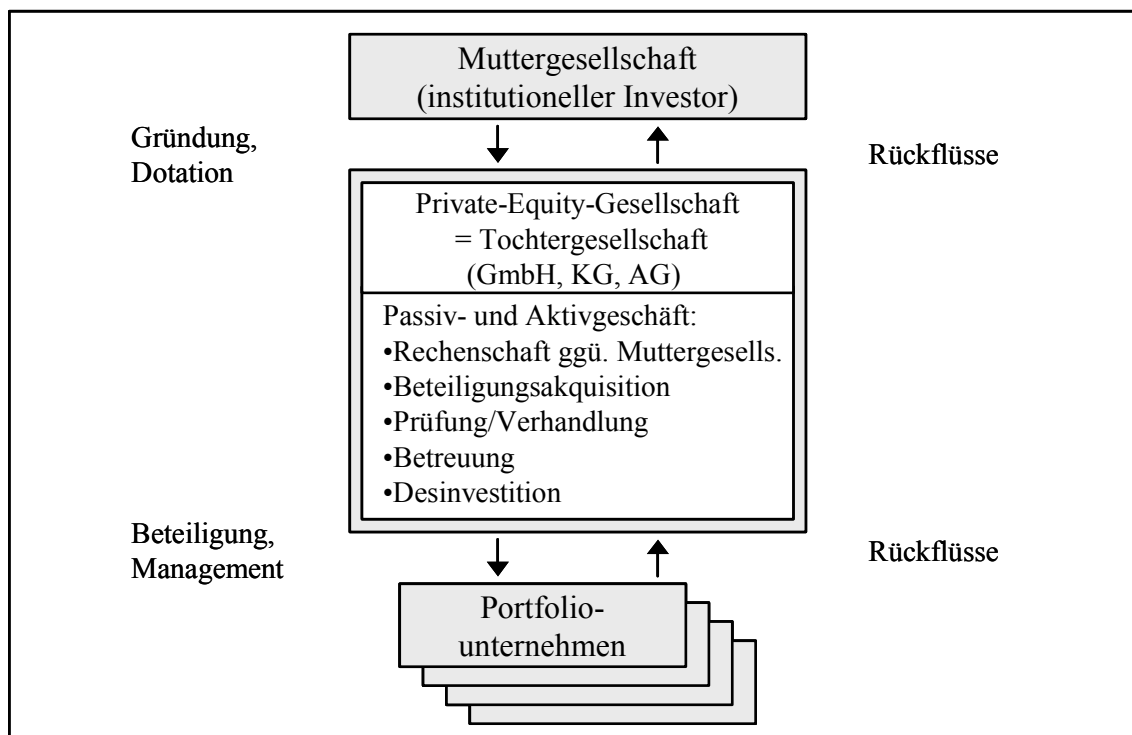 Muttergesellschaft
(institutioneller Investor)
Gründung,
Dotation
Rückflüsse
Private-Equity-Gesellschaft
= Tochtergesellschaft
(GmbH, KG, AG)
Passiv- und Aktivgeschäft:
•Rechenschaft ggü. Muttergesells.
•Beteiligungsakquisition
•Prüfung/Verhandlung
•Betreuung
•Desinvestition
Beteiligung,
Management
Rückflüsse
Portfolio-
unternehmen